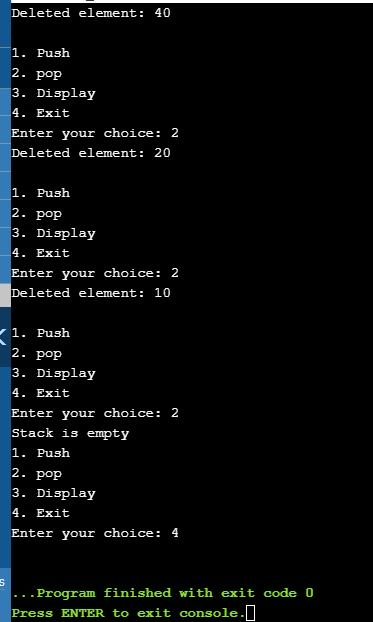 Deleted element: 40
1. Push
2. pop
3. Display
4. Exit
Enter your choice: 2
Deleted element: 20
1. Push
2. pop
3. Display
4. Exit
Enter your choice: 2
Deleted element: 10
1. Push
2. pop
3. Display
4. Exit
Enter your choice: 2
Stack is empty
1. Push
2. pop
3. Display
4. Exit
Enter your choice: 4
s
...Program finished with exit code 0
Press ENTER to exit console.